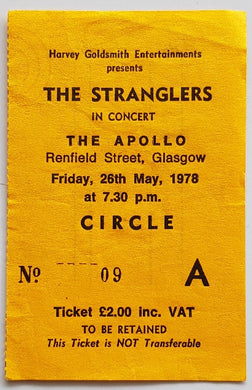 Harvey Goldsmith Entertainments
presents
THE STRANGLERS
IN CONCERT
THE APOLLO
Renfield Street, Glasgow
Friday, 26th May, 1978
at 7.30 p.m.
CIRCLE
No ---- 09 A
Ticket £2.00 inc. VAT
TO BE RETAINED
This Ticket is NOT Transferable